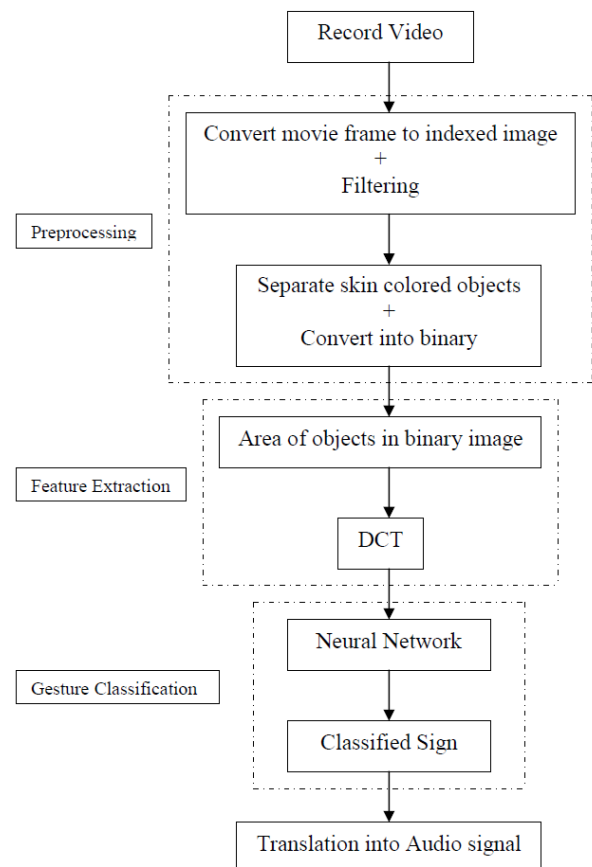 Record Video
Convert movie frame to indexed image
+
Filtering
Preprocessing
Separate skin colored objects
+
Convert into binary
Area of objects in binary image
Feature Extraction
DCT
Neural Network
Gesture Classification
Classified Sign
Translation into Audio signal